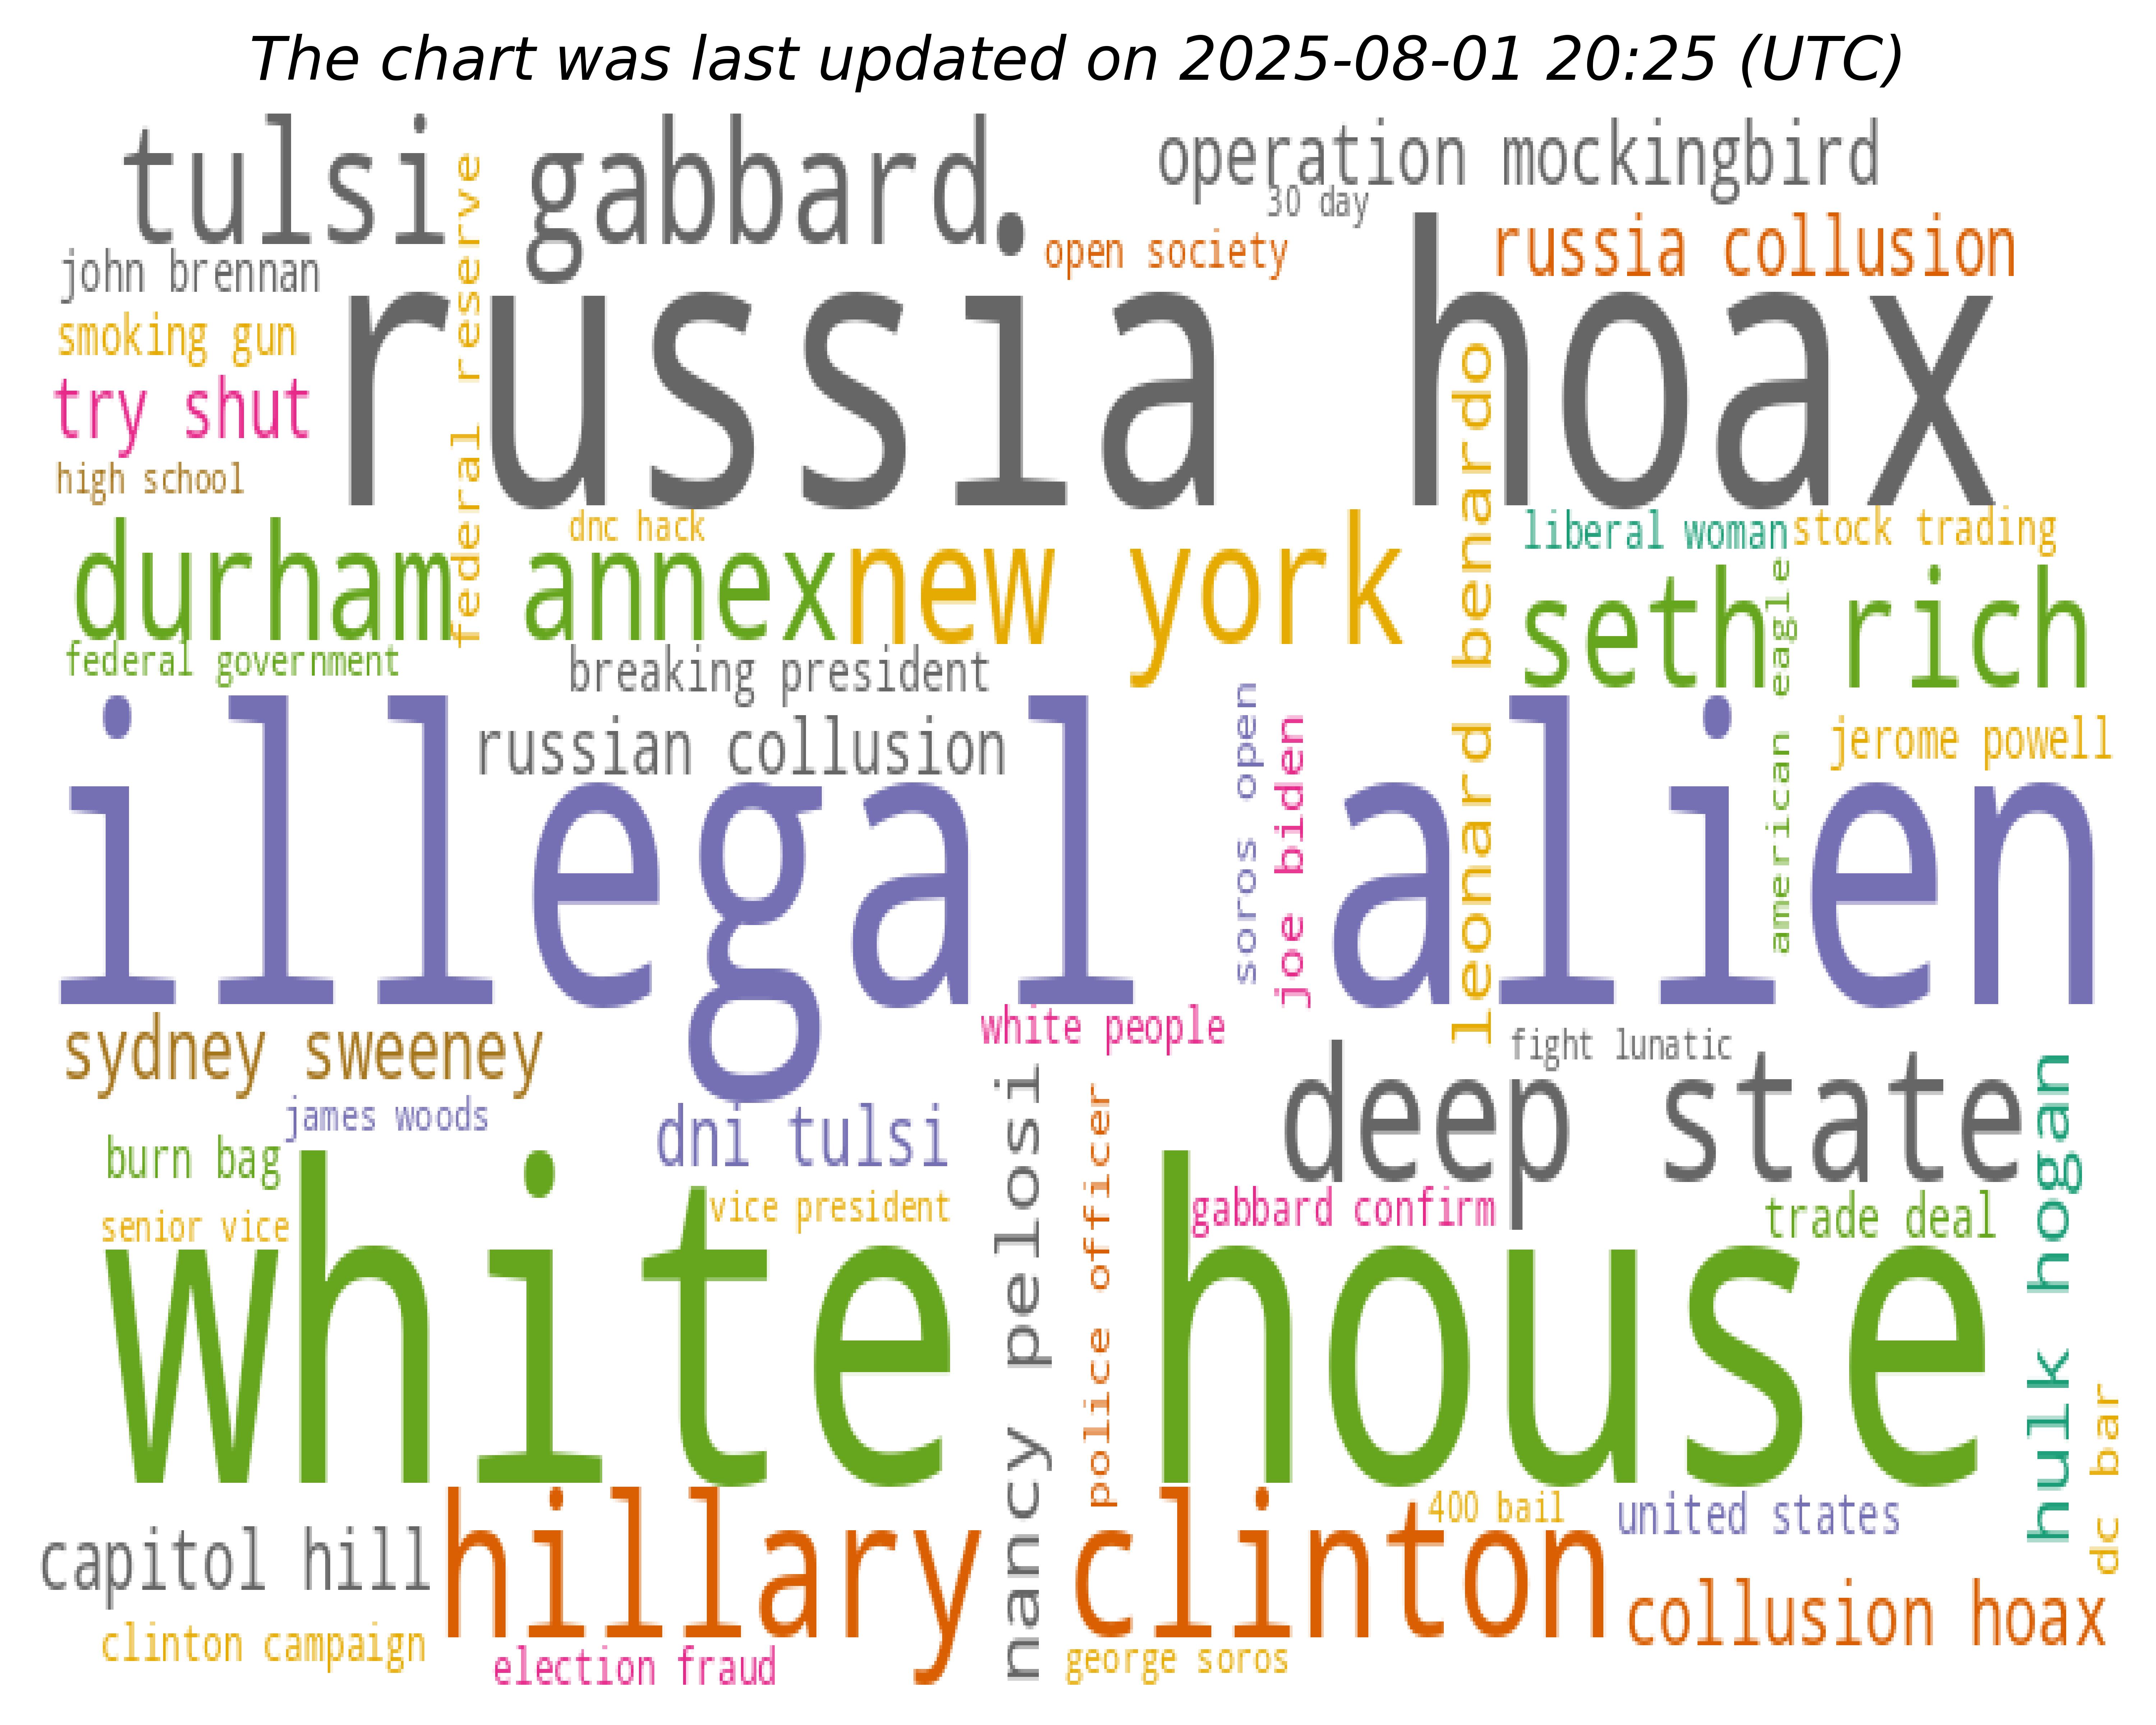 The chart was last updated on 2025-08-01 20:25 (UTC)
tulsi gabbard
operation mockingbird
30 day
open society
russia collusion
john brennan
federal reserve
smoking gun
russia hoax
try shut
high school
leonard benardo
dnc hack
liberal woman
stock trading
durham annex
new york
seth rich
american eagle
federal government
breaking president
russian collusion
soros open
joe biden
jerome powell
illegal alien
white people
sydney sweeney
fight lunatic
deep state
hulk hogan
james woods
dni tulsi
nancy pelosi
police officer
burn bag
senior vice
vice president
gabbard confirm
trade deal
white house
dc bar
hillary clinton
400 bail
united states
capitol hill
collusion hoax
clinton campaign
election fraud
george soros